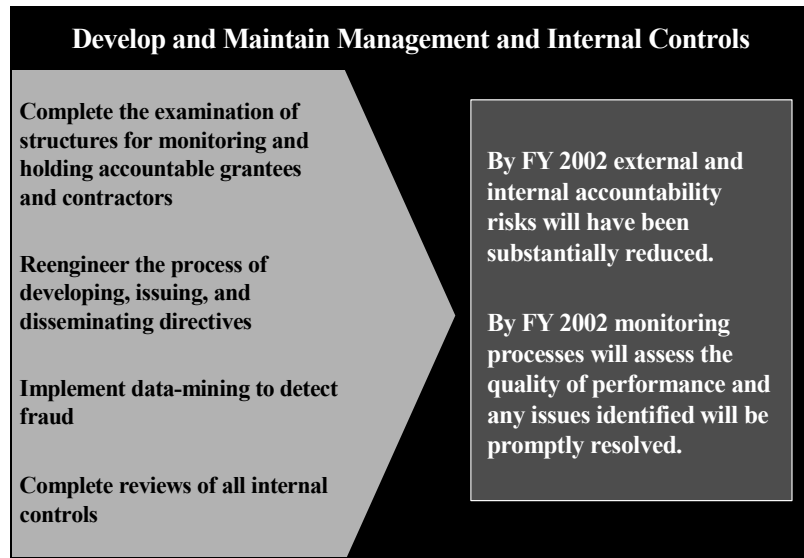 Develop and Maintain Management and Internal Controls
Complete the examination of
structures for monitoring and
holding accountable grantees
and contractors
Reengineer the process of
developing, issuing, and
disseminating directives
Implement data-mining to detect
fraud
Complete reviews of all internal
controls
By FY 2002 external and
internal accountability
risks will have been
substantially reduced.
By FY 2002 monitoring
processes will assess the
quality of performance and
any issues identified will be
promptly resolved.